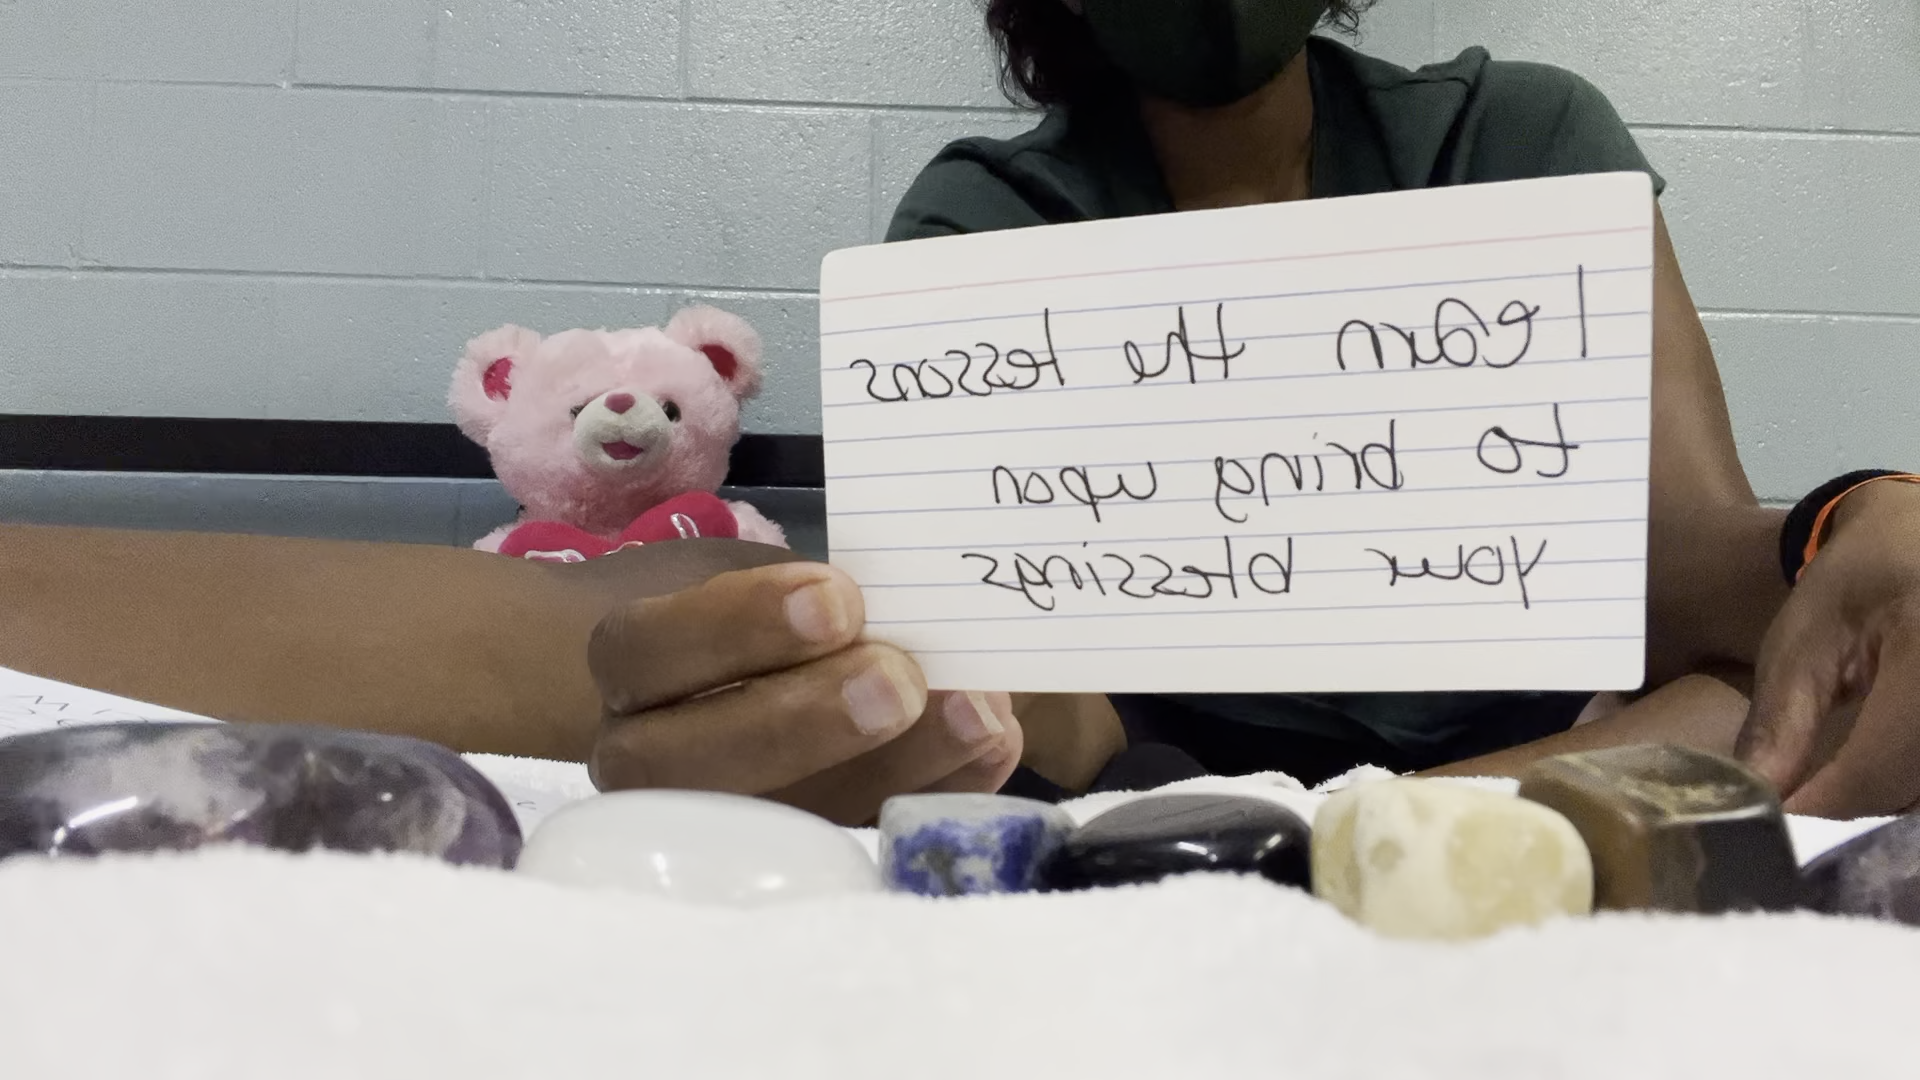 learn the lessons
to bring upon
your blessings